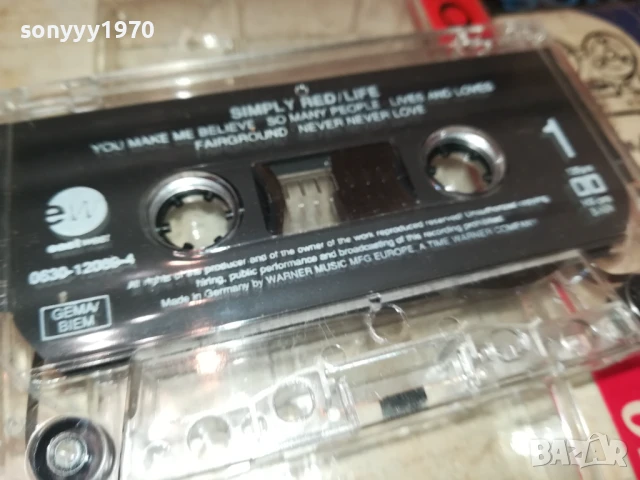 sonyyy1970
SIMPLY RED/LIFE
YOU MAKE ME BELIEVE SO MANY PEOPLE LIVES AND LOVES
FAIRGROUND NEVER NEVER LOVE
1
ew
eastwest
0630-12069-4
GEMA/
BIEM
All rights of the producer and of the owner of the work reproduced reserved! Unauthorized copying,
hiring, public performance and broadcasting of this recording prohibited.
Made in Germany by WARNER MUSIC MFG EUROPE. A TIME WARNER COMPANY
BAZAR